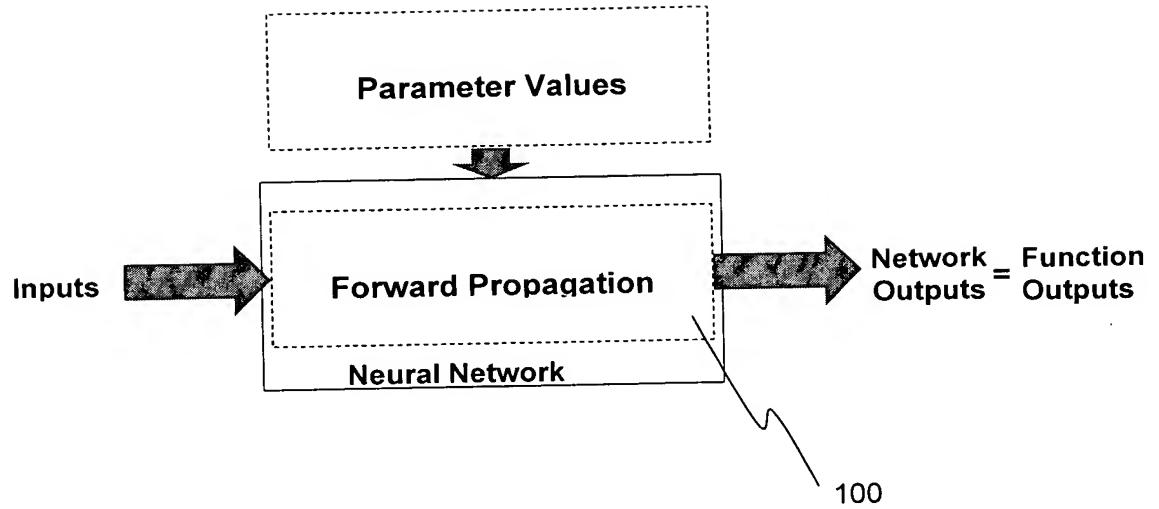 Parameter Values
Inputs
Forward Propagation
Neural Network
Network = Function
Outputs Outputs
100